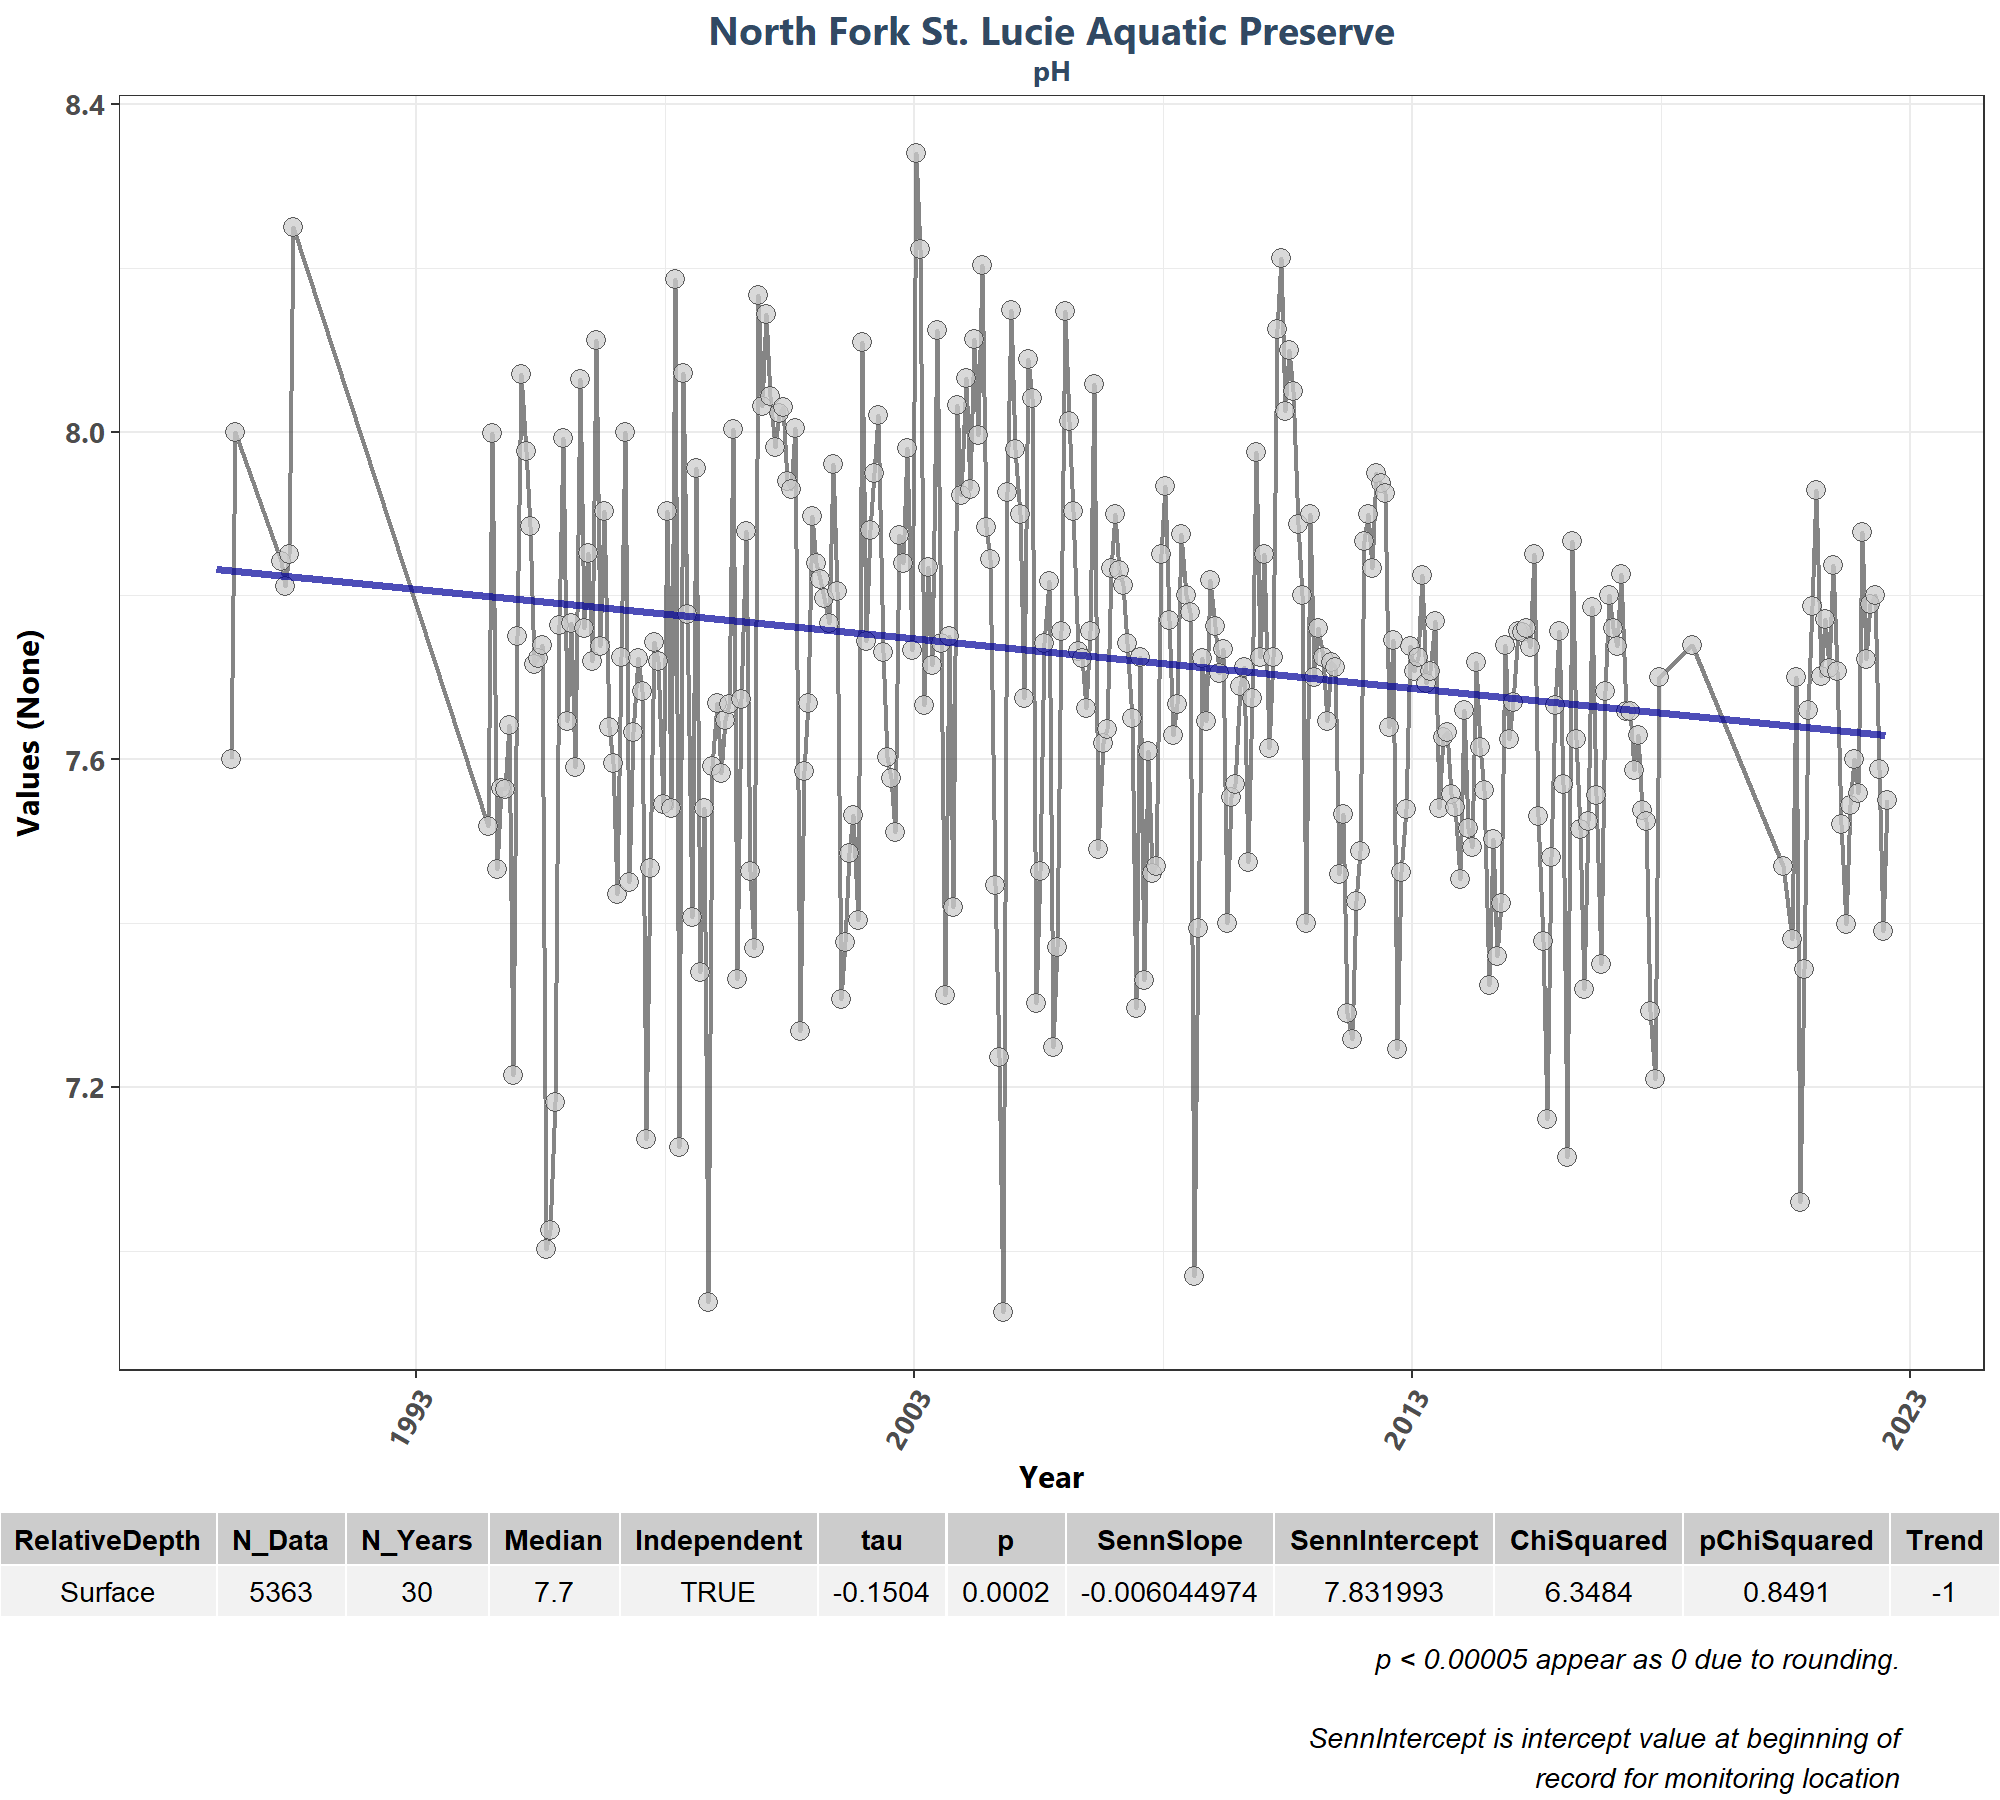 North Fork St. Lucie Aquatic Preserve
pH
8.4
8.0
7.6
7.2
Values (None)
1993
2003
2013
2023
Year
RelativeDepth N_Data N_Years Median Independent tau p SennSlope SennIntercept ChiSquared pChiSquared Trend
Surface 5363 30 7.7 TRUE -0.1504 0.0002 -0.006044974 7.831993 6.3484 0.8491 -1
p < 0.00005 appear as 0 due to rounding.
SennIntercept is intercept value at beginning of
record for monitoring location